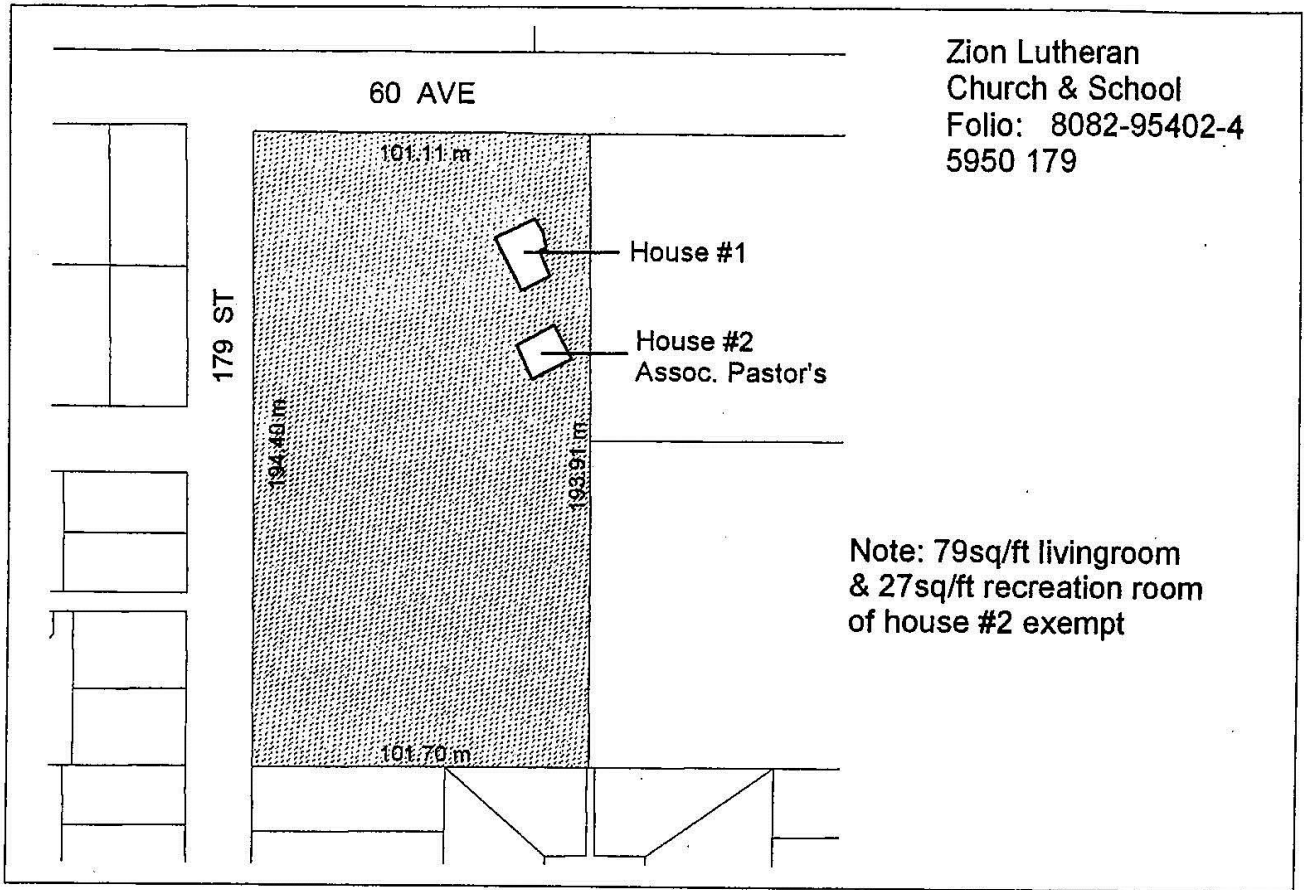 Zion Lutheran
Church & School
Folio: 8082-95402-4
5950 179
60 AVE
101.11 m
House #1
179 ST
House #2
Assoc. Pastor's
194.40 m
193.91 m
Note: 79sq/ft livingroom
& 27sq/ft recreation room
of house #2 exempt
101.70 m